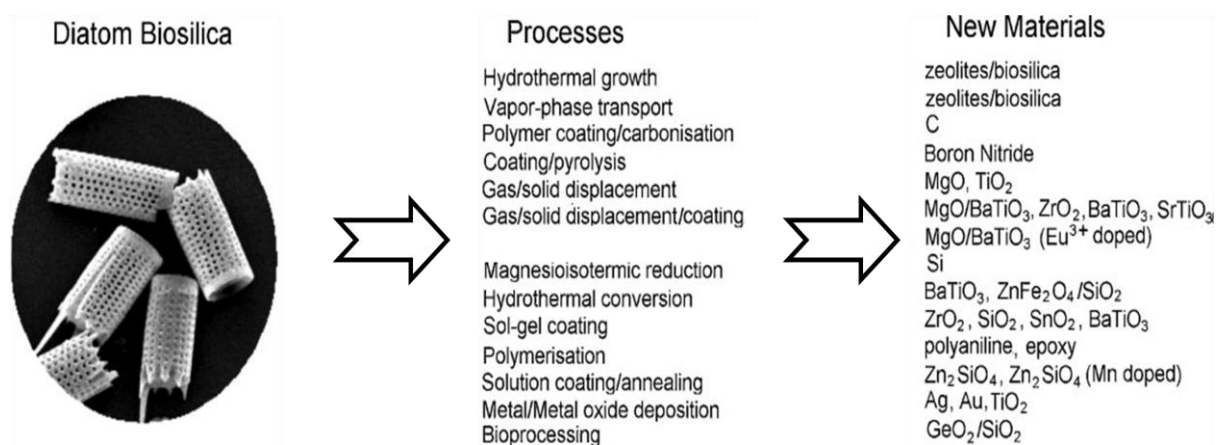 Diatom Biosilica
Processes
Hydrothermal growth
Vapor-phase transport
Polymer coating/carbonisation
Coating/pyrolysis
Gas/solid displacement
Gas/solid displacement/coating
Magnesioisotermic reduction
Hydrothermal conversion
Sol-gel coating
Polymerisation
Solution coating/annealing
Metal/Metal oxide deposition
Bioprocessing
New Materials
zeolites/biosilica
zeolites/biosilica
C
Boron Nitride
MgO, TiO₂
MgO/BaTiO₃, ZrO₂, BaTiO₃, SrTiO₃
MgO/BaTiO₃ (Eu³⁺ doped)
Si
BaTiO₃, ZnFe₂O₄/SiO₂
ZrO₂, SiO₂, SnO₂, BaTiO₃
polyaniline, epoxy
Zn₂SiO₄, Zn₂SiO₄ (Mn doped)
Ag, Au, TiO₂
GeO₂/SiO₂